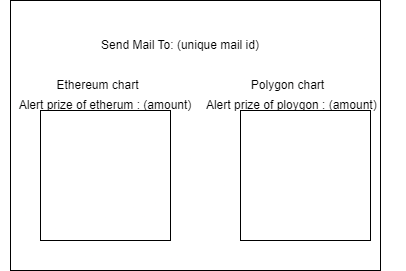 Send Mail To: (unique mail id)
Ethereum chart
Polygon chart
Alert prize of etherum : (amount)
Alert prize of ploygon : (amount)